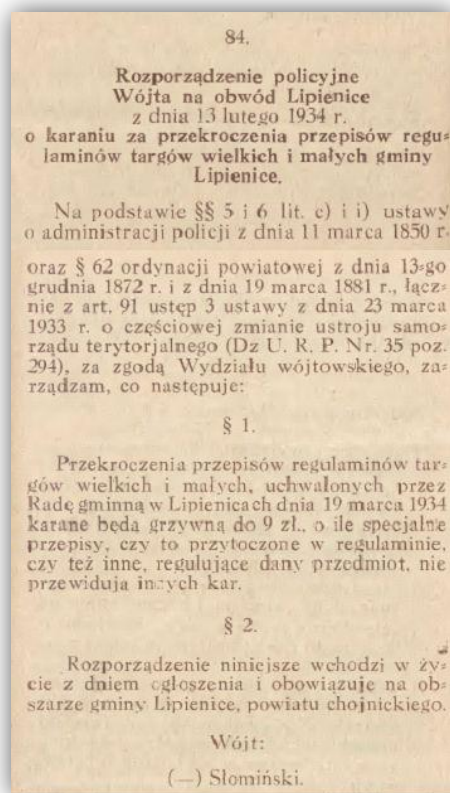 84.
Rozporządzenie policyjne
Wójta na obwód Lipienice
z dnia 13 lutego 1934 r.
o karaniu za przekroczenia przepisów regu-
laminów targów wielkich i małych gminy
Lipienice.
Na podstawie §§ 5 i 6 lit. c) i i) ustawy
o administracji policji z dnia 11 marca 1850 r.
oraz § 62 ordynacji powiatowej z dnia 13-go
grudnia 1872 r. i z dnia 19 marca 1881 r., łącz-
nie z art. 91 ustęp 3 ustawy z dnia 23 marca
1933 r. o częściowej zmianie ustroju samo-
rządu terytorjalnego (Dz U. R. P. Nr. 35 poz.
294), za zgodą Wydziału wójtowskiego, za-
rządzam, co następuje:
§ 1.
Przekroczenia przepisów regulaminów tar-
gów wielkich i małych, uchwalonych przez
Radę gminną w Lipienicach dnia 19 marca 1934
karane będą grzywną do 9 zł., o ile specjalne
przepisy, czy to przytoczone w regulaminie,
czy też inne, regulujące dany przedmiot, nie
przewidują innych kar.
§ 2.
Rozporządzenie niniejsze wchodzi w ży-
cie z dniem ogłoszenia i obowiązuje na ob-
szarze gminy Lipienice, powiatu chojnickiego.
Wójt:
(—) Słomiński.